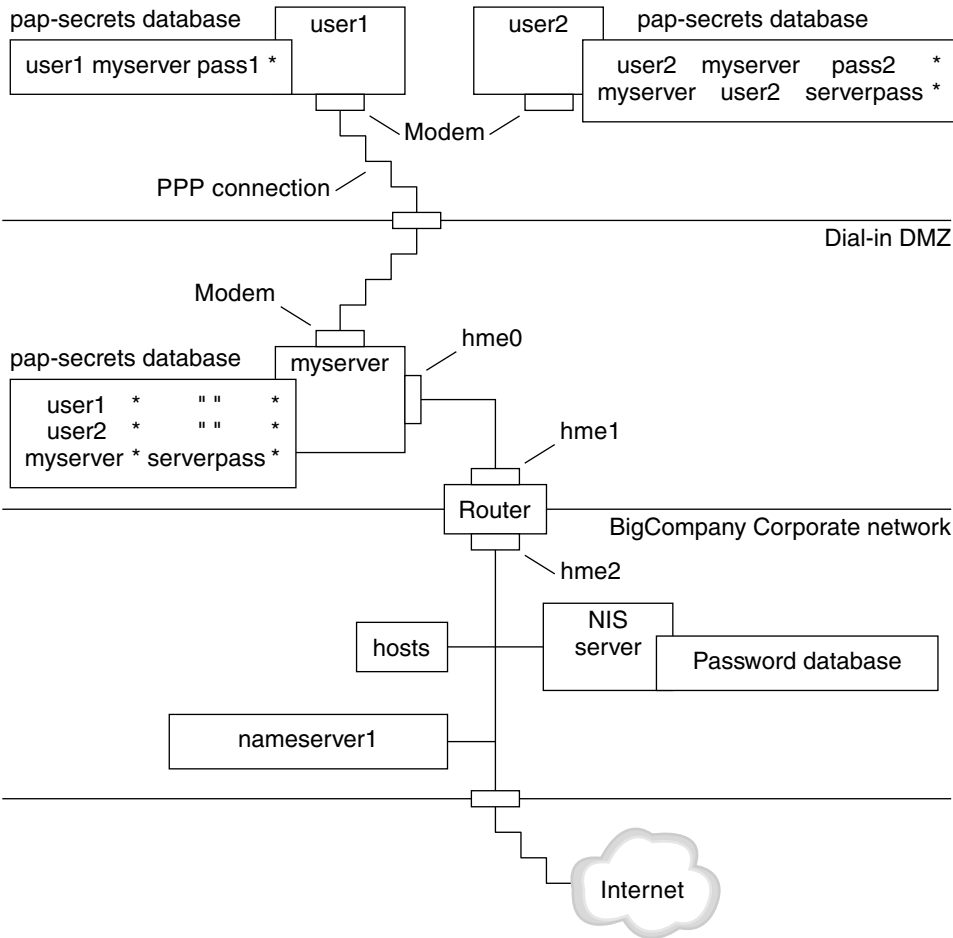 pap-secrets database
user1
user2
pap-secrets database
user1 myserver pass1 *
user2 myserver pass2 *
myserver user2 serverpass *
Modem
PPP connection
Dial-in DMZ
Modem
hme0
pap-secrets database
myserver
user1 * " " *
user2 * " " *
myserver * serverpass *
hme1
Router
BigCompany Corporate network
hme2
NIS
server
hosts
Password database
nameserver1
Internet